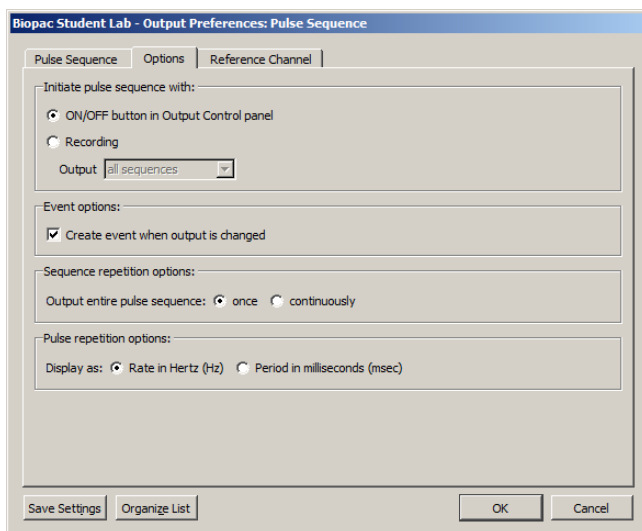 Biopac Student Lab - Output Preferences: Pulse Sequence
Pulse Sequence Options Reference Channel
Initiate pulse sequence with:
ON/OFF button in Output Control panel
Recording
Output all sequences
Event options:
Create event when output is changed
Sequence repetition options:
Output entire pulse sequence: once continuously
Pulse repetition options:
Display as: Rate in Hertz (Hz) Period in milliseconds (msec)
Save Settings Organize List OK Cancel